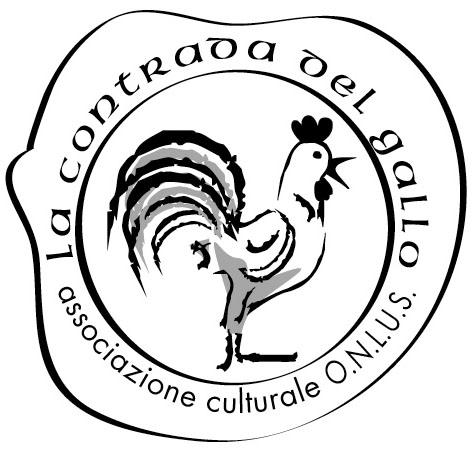 la contrada del gallo
associazione culturale O.N.L.U.S.